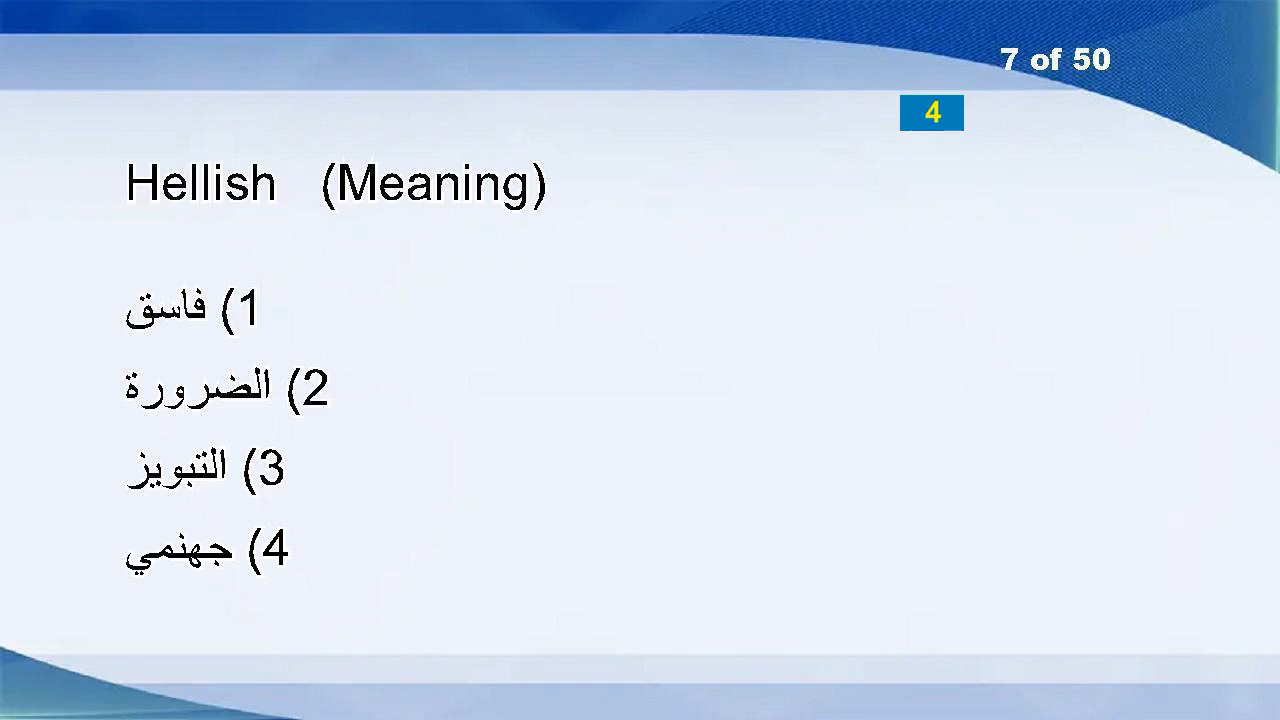 7 of 50
4
Hellish (Meaning)
1) فاسق
2) الضرورة
3) التبويز
4) جهنمي